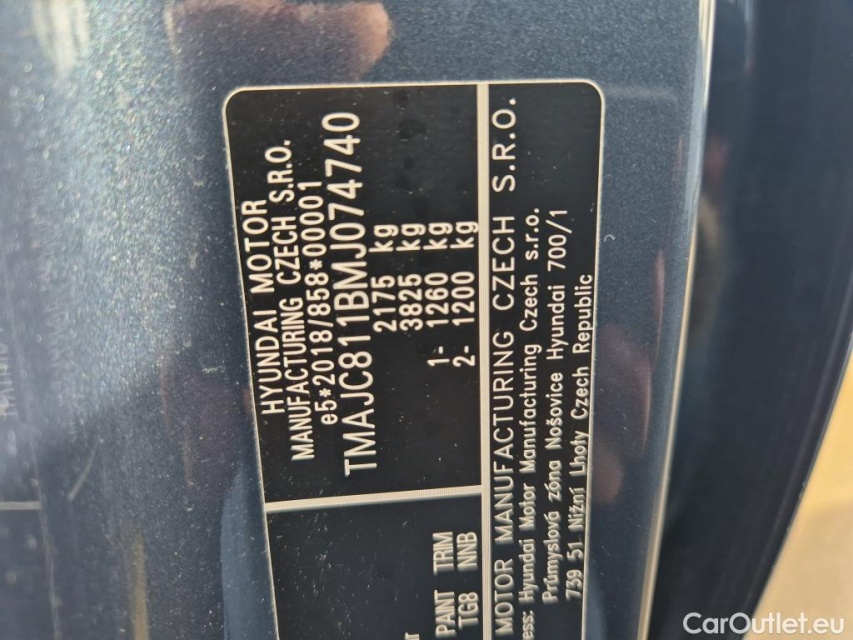 HYUNDAI MOTOR
MANUFACTURING CZECH S.R.O.
e5*2018/858*00001
TMAJC811BMJ074740
2175 kg
3825 kg
1- 1260 kg
2- 1200 kg
PAINT TRIM
TG8 NNB
MOTOR MANUFACTURING CZECH S.R.O.
ress: Hyundai Motor Manufacturing Czech s.r.o.
Průmyslová zóna Nošovice Hyundai 700/1
739 51 Nižní Lhoty Czech Republic
CarOutlet.eu